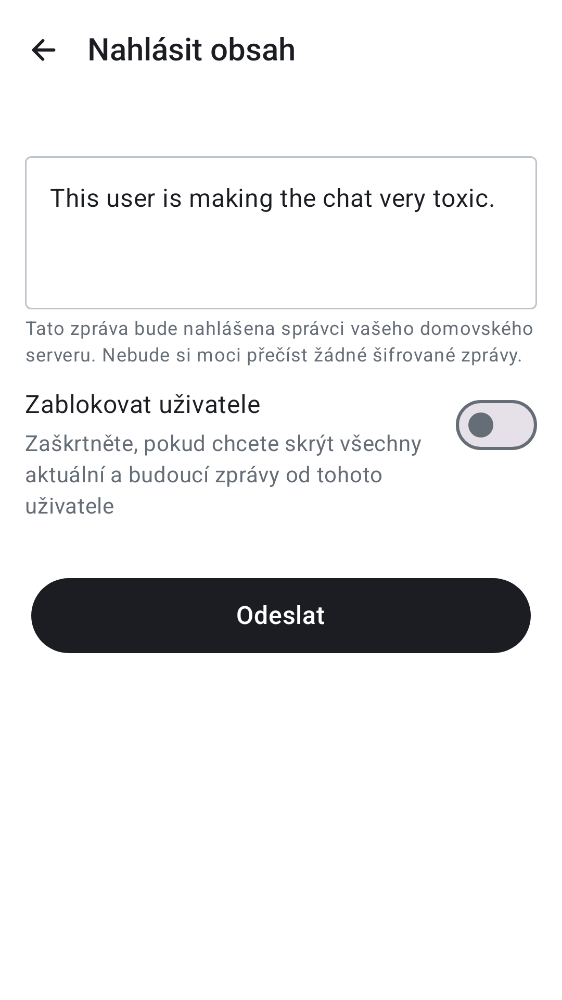 Nahlásit obsah
This user is making the chat very toxic.
Tato zpráva bude nahlášena správci vašeho domovského
serveru. Nebude si moci přečíst žádné šifrované zprávy.
Zablokovat uživatele
Zaškrtněte, pokud chcete skrýt všechny
aktuální a budoucí zprávy od tohoto
uživatele
Odeslat